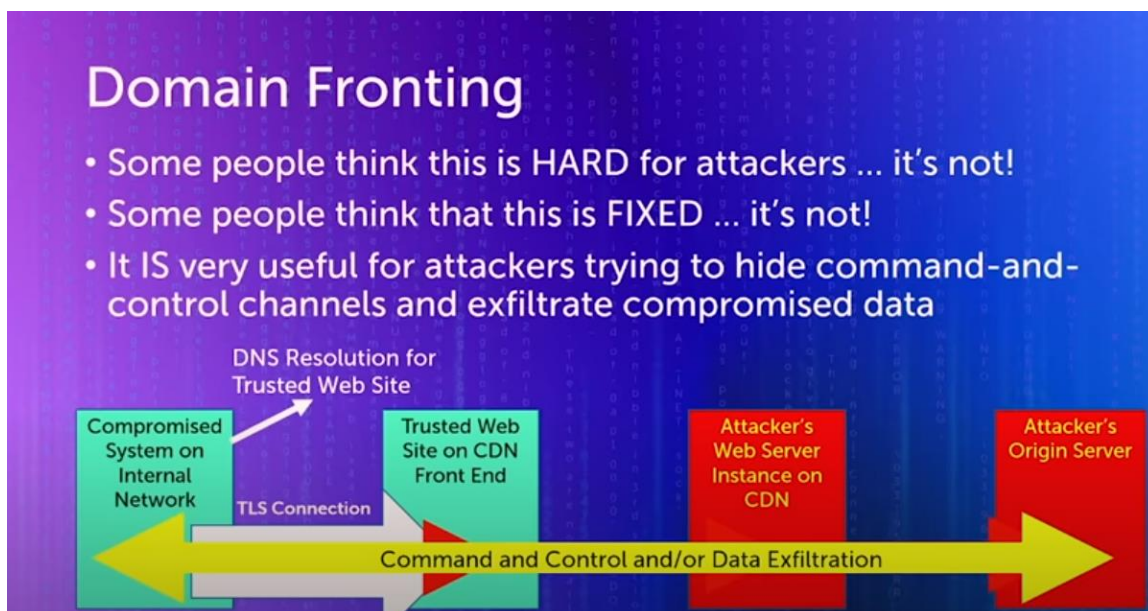 Domain Fronting
• Some people think this is HARD for attackers ... it's not!
• Some people think that this is FIXED ... it's not!
• It IS very useful for attackers trying to hide command-and-
control channels and exfiltrate compromised data
DNS Resolution for
Trusted Web Site
Compromised
System on
Internal
Network
TLS Connection
Trusted Web
Site on CDN
Front End
Attacker's
Web Server
Instance on
CDN
Attacker's
Origin Server
Command and Control and/or Data Exfiltration